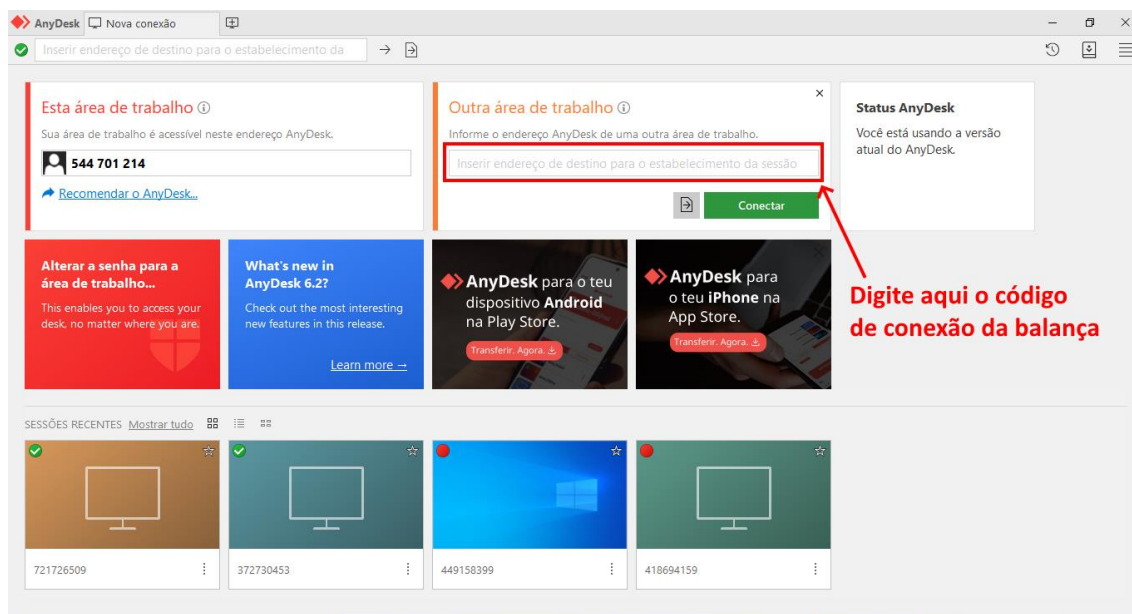 AnyDesk
Nova conexão
Inserir endereço de destino para o estabelecimento da
Esta área de trabalho
Sua área de trabalho é acessível neste endereço AnyDesk.
544 701 214
Recomendar o AnyDesk...
Outra área de trabalho
Informe o endereço AnyDesk de uma outra área de trabalho.
Inserir endereço de destino para o estabelecimento da sessão
Conectar
Status AnyDesk
Você está usando a versão
atual do AnyDesk.
Alterar a senha para a
área de trabalho...
This enables you to access your
desk, no matter where you are.
What's new in
AnyDesk 6.2?
Check out the most interesting
new features in this release.
Learn more →
AnyDesk para o teu
dispositivo Android
na Play Store.
Transferir. Agora.
AnyDesk para
o teu iPhone na
App Store.
Transferir. Agora.
Digite aqui o código
de conexão da balança
SESSÕES RECENTES Mostrar tudo
721726509
372730453
449158399
418694159